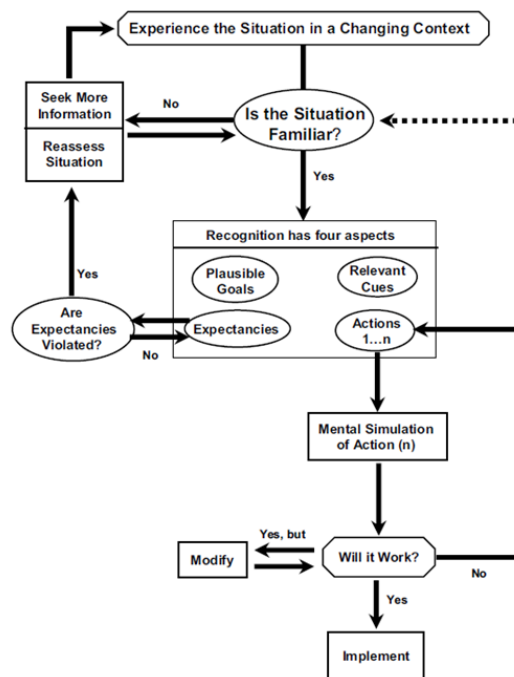 Experience the Situation in a Changing Context
Seek More
Information
Reassess
Situation
No
Is the Situation
Familiar?
Yes
Recognition has four aspects
Plausible
Goals
Relevant
Cues
Expectancies
Actions
1...n
Yes
Are
Expectancies
Violated?
No
Mental Simulation
of Action (n)
Yes, but
Modify
Will it Work?
No
Yes
Implement